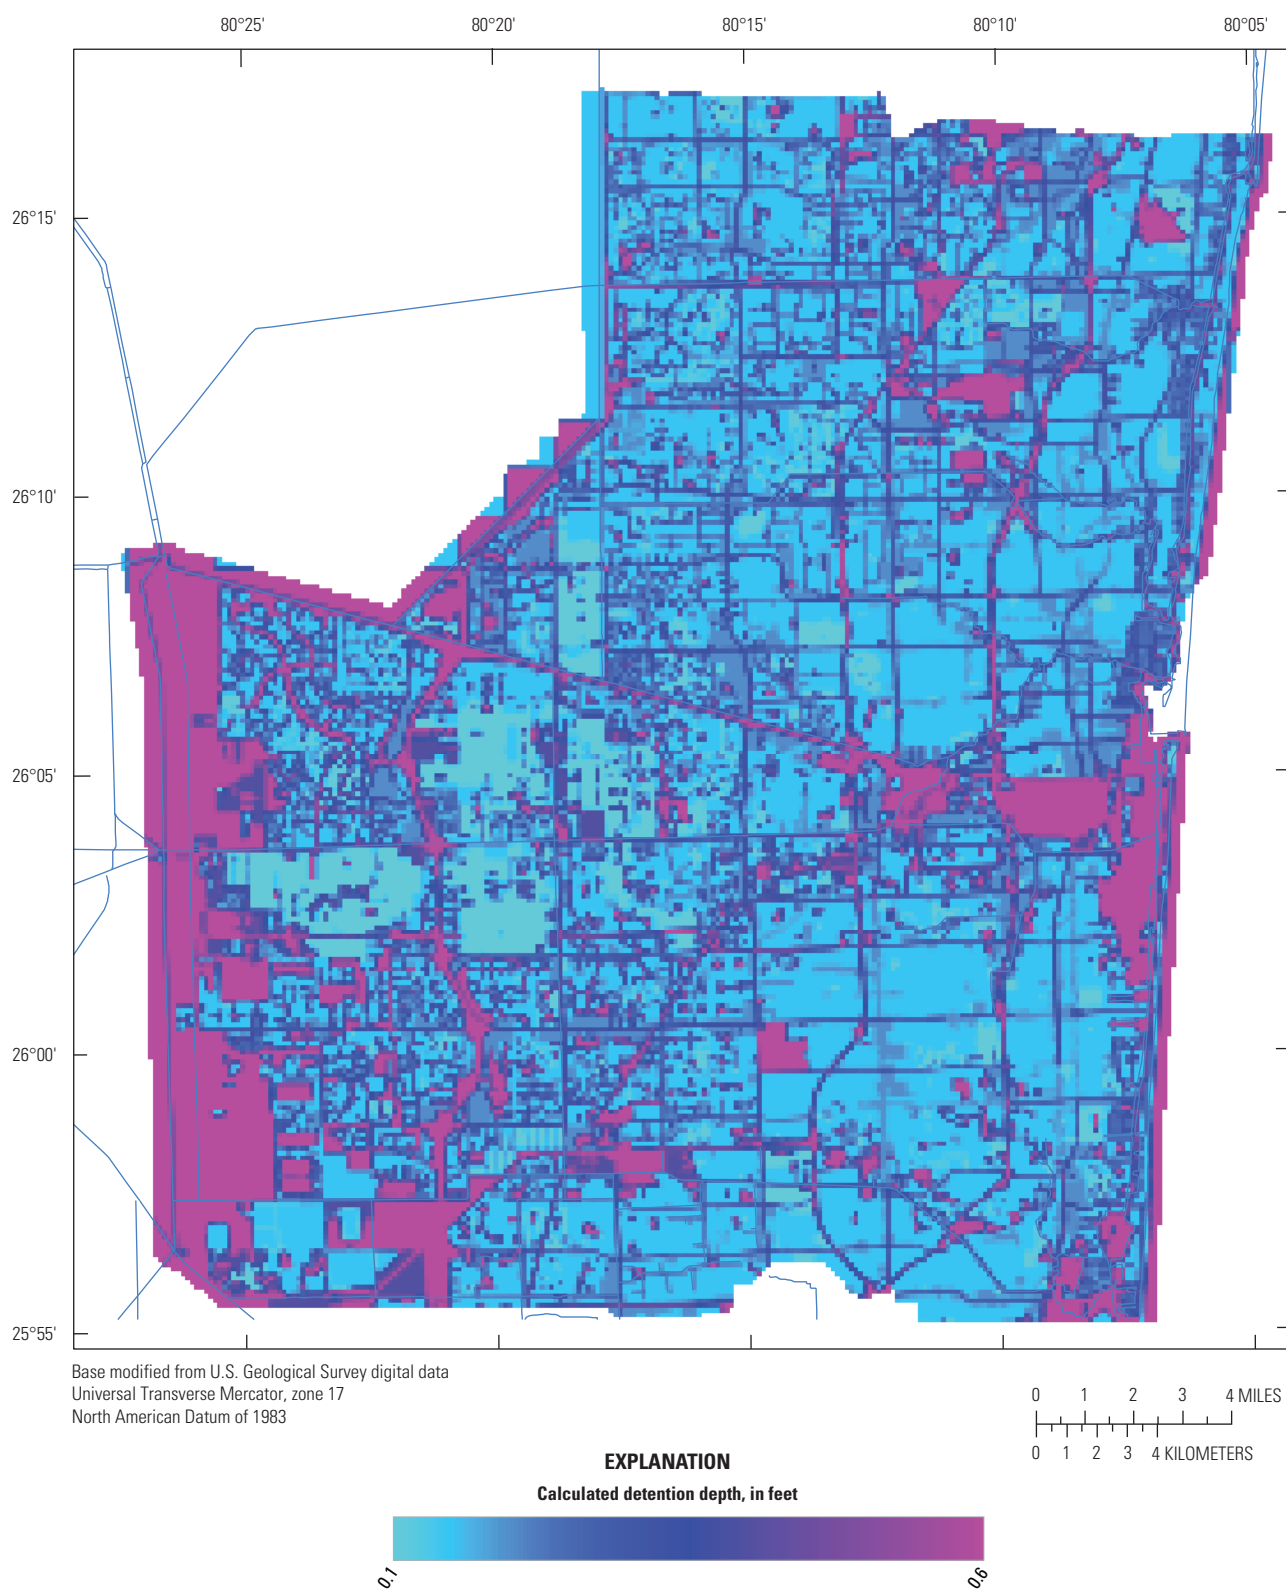 80°25' 80°20' 80°15' 80°10' 80°05'
26°15'
26°10'
26°05'
26°00'
25°55'
Base modified from U.S. Geological Survey digital data
Universal Transverse Mercator, zone 17
North American Datum of 1983
0 1 2 3 4 MILES
0 1 2 3 4 KILOMETERS
EXPLANATION
Calculated detention depth, in feet
0.1 0.6